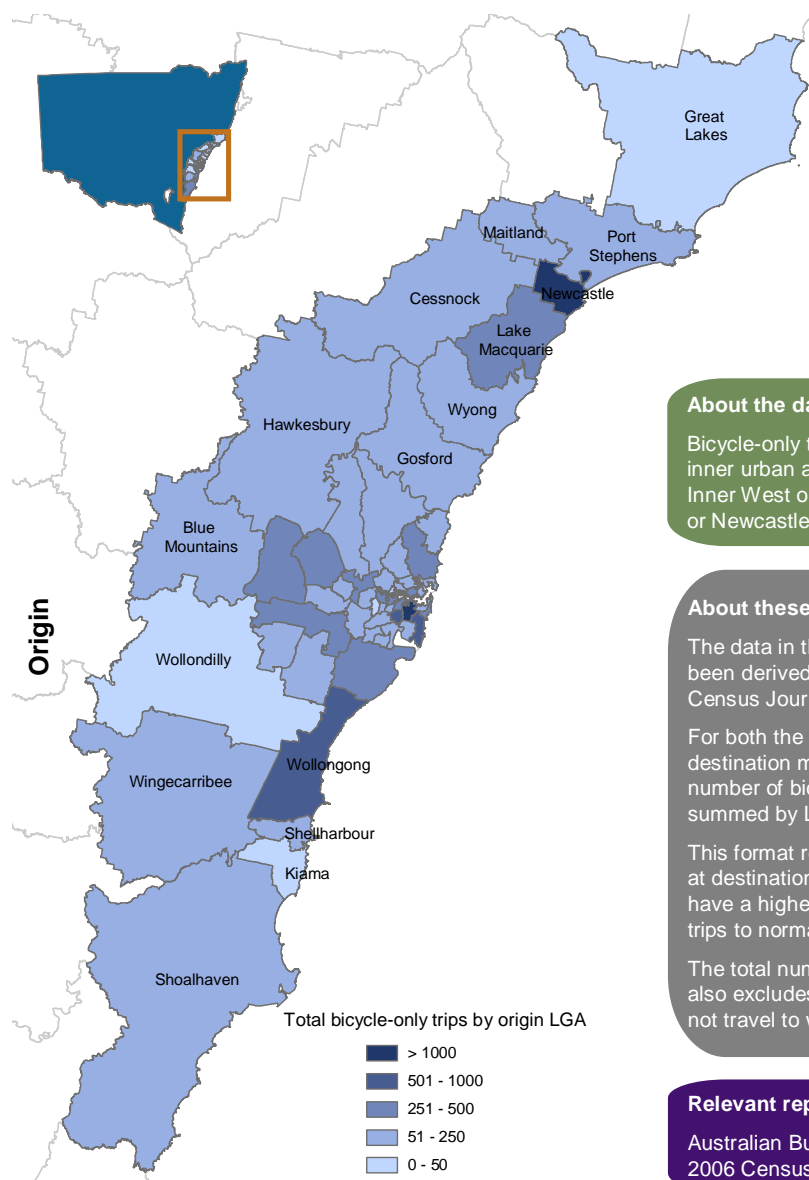 Great
Lakes
Maitland
Port
Stephens
Newcastle
Cessnock
Lake
Macquarie
Wyong
Hawkesbury
Gosford
Blue
Mountains
Origin
Wollondilly
Wollongong
Wingecarribee
Shellharbour
Kiama
Shoalhaven
Total bicycle-only trips by origin LGA
> 1000
501 - 1000
251 - 500
51 - 250
0 - 50
About the da
Bicycle-only t
inner urban a
Inner West o
or Newcastle
About these
The data in th
been derived
Census Jour
For both the
destination m
number of bic
summed by L
This format re
at destination
have a highe
trips to norma
The total num
also excludes
not travel to w
Relevant rep
Australian Bu
2006 Census